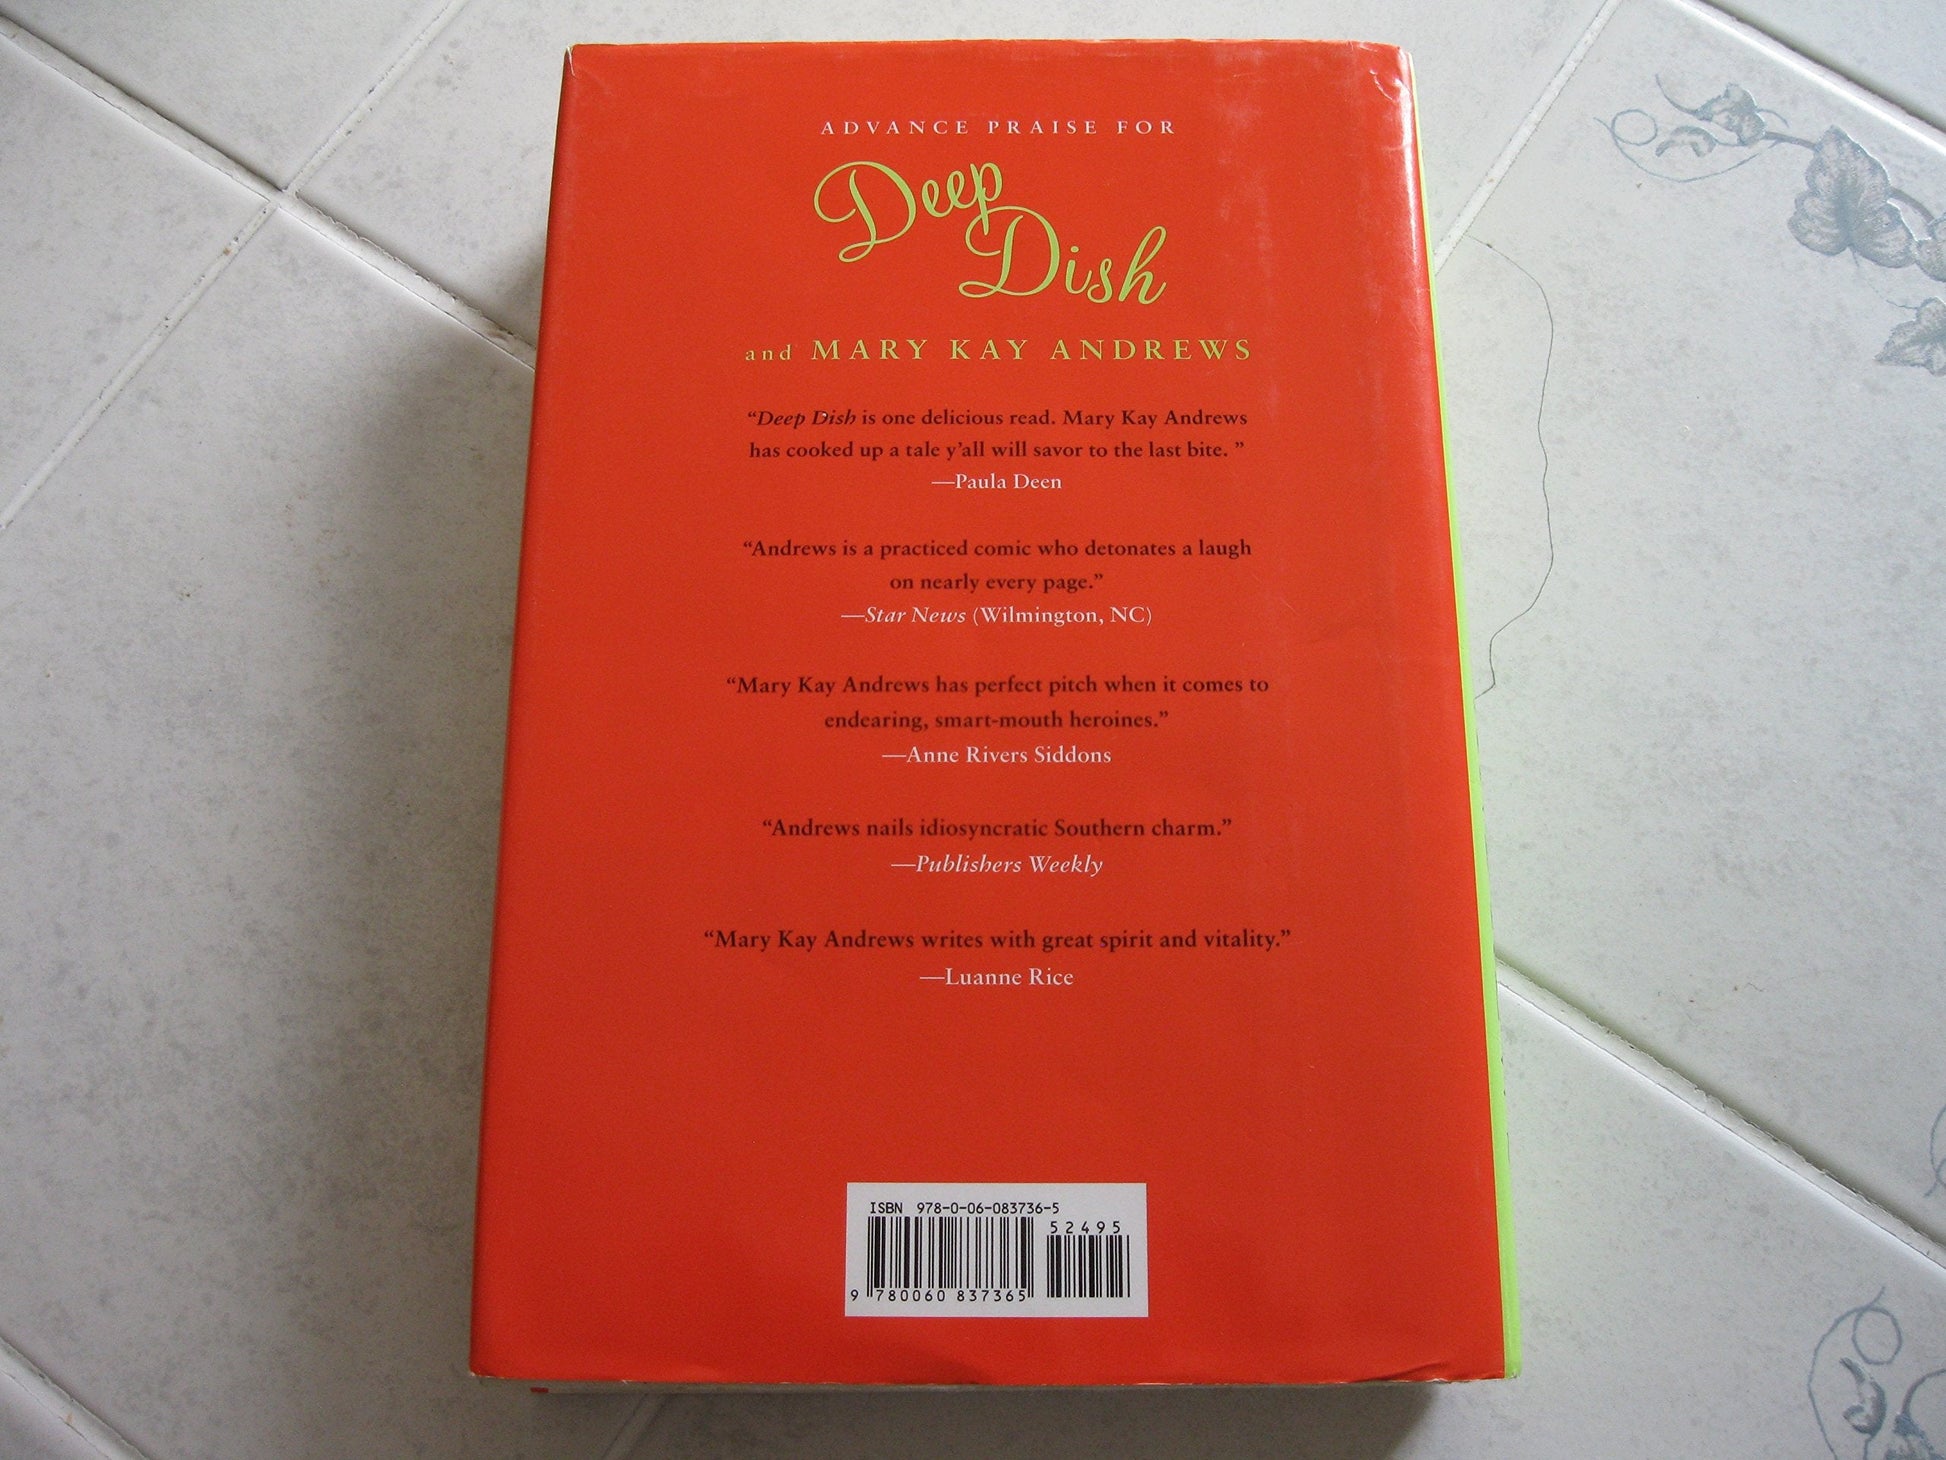 ADVANCE PRAISE FOR
Deep
Dish
and MARY KAY ANDREWS
“Deep Dish is one delicious read. Mary Kay Andrews
has cooked up a tale y’all will savor to the last bite. ”
—Paula Deen
“Andrews is a practiced comic who detonates a laugh
on nearly every page.”
—Star News (Wilmington, NC)
“Mary Kay Andrews has perfect pitch when it comes to
endearing, smart-mouth heroines.”
—Anne Rivers Siddons
“Andrews nails idiosyncratic Southern charm.”
—Publishers Weekly
“Mary Kay Andrews writes with great spirit and vitality.”
—Luanne Rice
ISBN 978-0-06-083736-5
52495
9 780060 837365